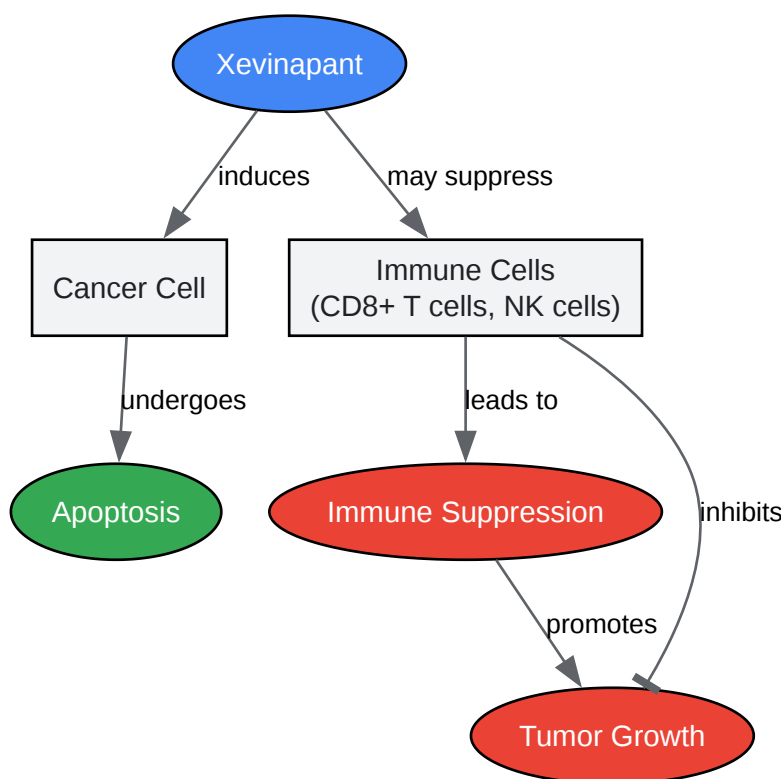 Xevinapant
induces
may suppress
Cancer Cell
Immune Cells
(CD8+ T cells, NK cells)
undergoes
leads to
Apoptosis
Immune Suppression
inhibits
promotes
Tumor Growth